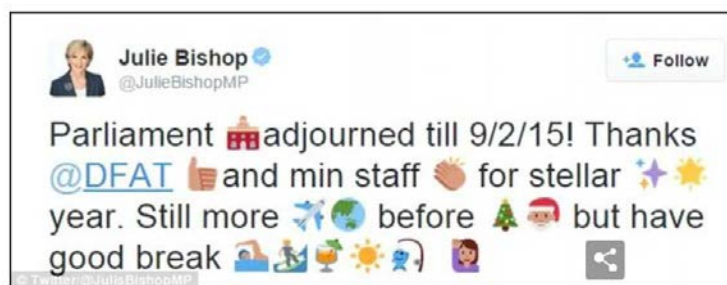 Julie Bishop
@JulieBishopMP
Follow
Parliament 🏫adjourned till 9/2/15! Thanks
@DFAT 👍and min staff 👏 for stellar ✨🌟
year. Still more ✈️🌏 before 🎄🎅 but have
good break 🏊🏄🍹☀️🎣 🙋
© Twitter/@JulieBishopMP